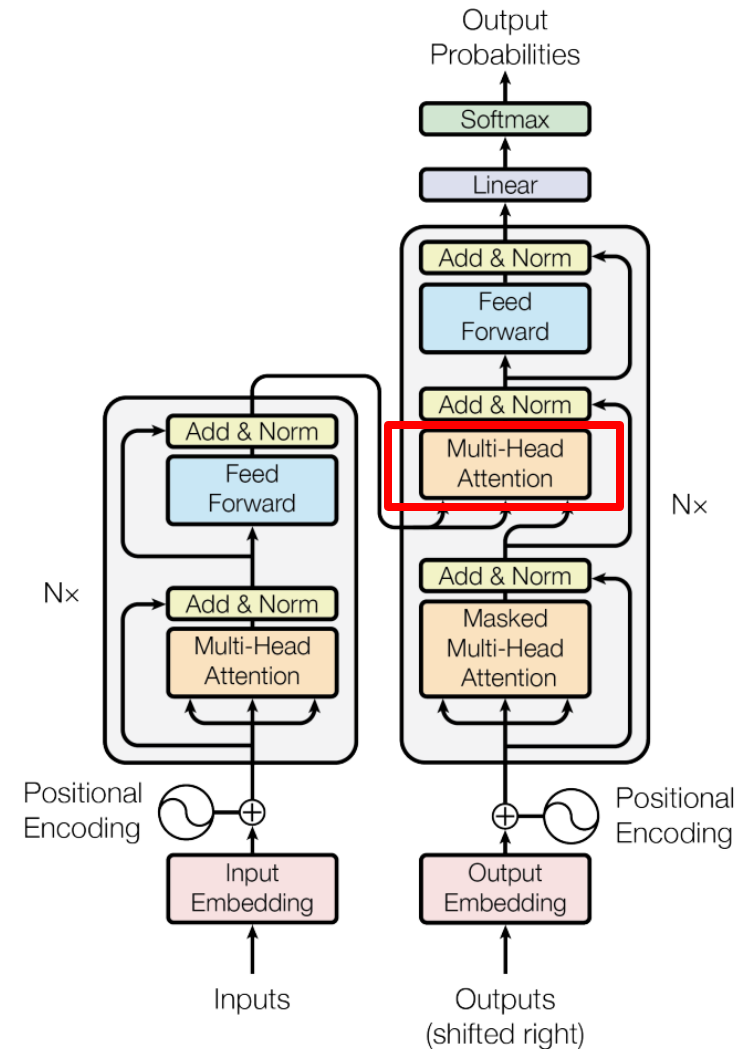 Output
Probabilities
Softmax
Linear
Add & Norm
Feed
Forward
Add & Norm
Multi-Head
Attention
Add & Norm
Masked
Multi-Head
Attention
N×
Add & Norm
Feed
Forward
Add & Norm
Multi-Head
Attention
N×
Positional
Encoding
Positional
Encoding
Input
Embedding
Output
Embedding
Inputs
Outputs
(shifted right)